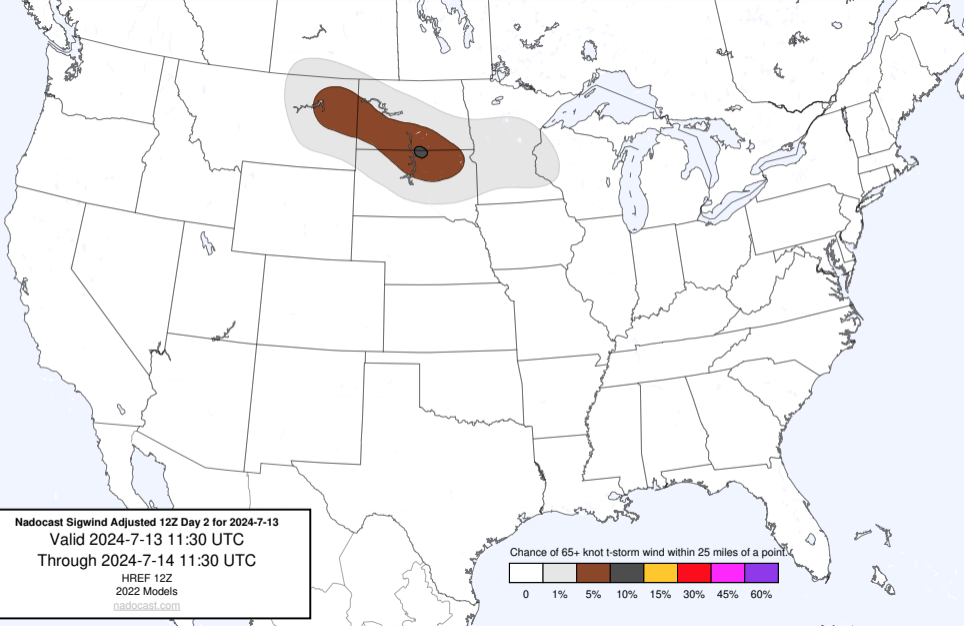 Nadocast Sigwind Adjusted 12Z Day 2 for 2024-7-13
Valid 2024-7-13 11:30 UTC
Through 2024-7-14 11:30 UTC
HREF 12Z
2022 Models
nadocast.com
Chance of 65+ knot t-storm wind within 25 miles of a point.
0 1% 5% 10% 15% 30% 45% 60%